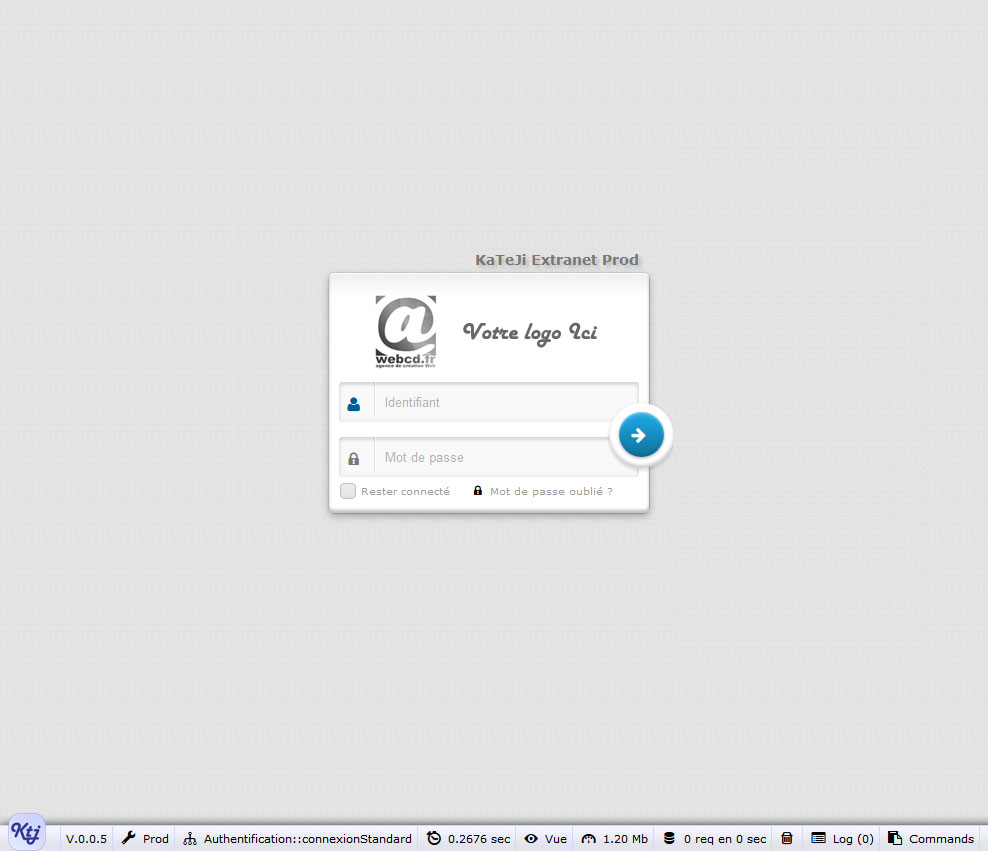 KaTeJi Extranet Prod
@
webcd.fr
agence de création Web
Votre logo Ici
Identifiant
Mot de passe
Rester connecté
Mot de passe oublié ?
Ktj
V.0.0.5
Prod
Authentification::connexionStandard
0.2676 sec
Vue
1.20 Mb
0 req en 0 sec
Log (0)
Commands